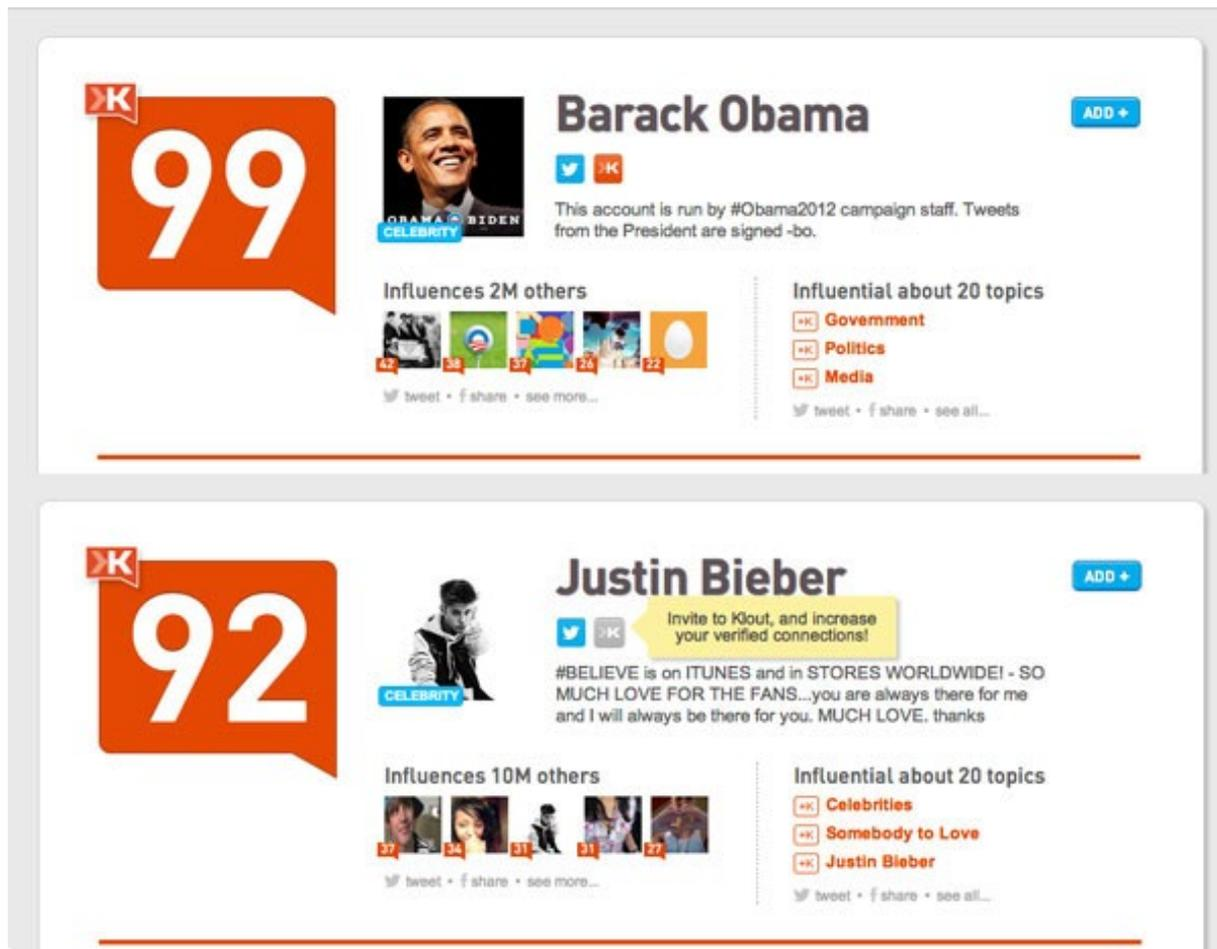 K
99
Barack Obama
ADD +
K
OBAMA BIDEN
CELEBRITY
This account is run by #Obama2012 campaign staff. Tweets
from the President are signed -bo.
Influences 2M others
42 38 37 26 22
tweet • f share • see more...
Influential about 20 topics
+K Government
+K Politics
+K Media
tweet • f share • see all...
K
92
Justin Bieber
ADD +
K
Invite to Klout, and increase
your verified connections!
CELEBRITY
#BELIEVE is on ITUNES and in STORES WORLDWIDE! - SO
MUCH LOVE FOR THE FANS...you are always there for me
and I will always be there for you. MUCH LOVE. thanks
Influences 10M others
37 34 31 31 27
tweet • f share • see more...
Influential about 20 topics
+K Celebrities
+K Somebody to Love
+K Justin Bieber
tweet • f share • see all...